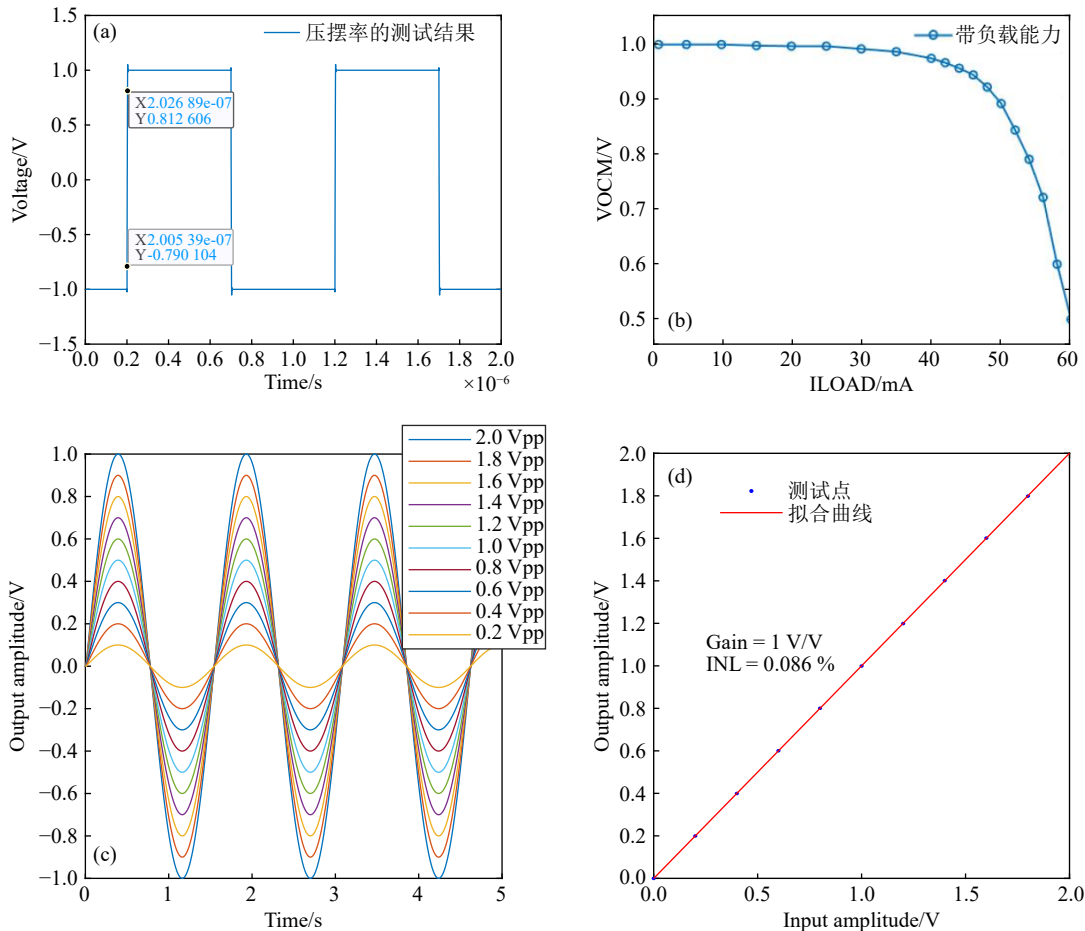 (a)
压摆率的测试结果
1.5
1.0
0.5
0.0
−0.5
−1.0
−1.5
Voltage/V
X2.026 89e-07
Y0.812 606
X2.005 39e-07
Y-0.790 104
0.0 0.2 0.4 0.6 0.8 1.0 1.2 1.4 1.6 1.8 2.0
Time/s
×10−6
带负载能力
1.0
0.9
0.8
0.7
0.6
0.5
VOCM/V
(b)
0 10 20 30 40 50 60
ILOAD/mA
2.0 Vpp
1.8 Vpp
1.6 Vpp
1.4 Vpp
1.2 Vpp
1.0 Vpp
0.8 Vpp
0.6 Vpp
0.4 Vpp
0.2 Vpp
1.0
0.8
0.6
0.4
0.2
0.0
−0.2
−0.4
−0.6
−0.8
−1.0
Output amplitude/V
(c)
0 1 2 3 4 5
Time/s
(d)
测试点
拟合曲线
2.0
1.8
1.6
1.4
1.2
1.0
0.8
0.6
0.4
0.2
0.0
Output amplitude/V
Gain = 1 V/V
INL = 0.086 %
0.0 0.5 1.0 1.5 2.0
Input amplitude/V